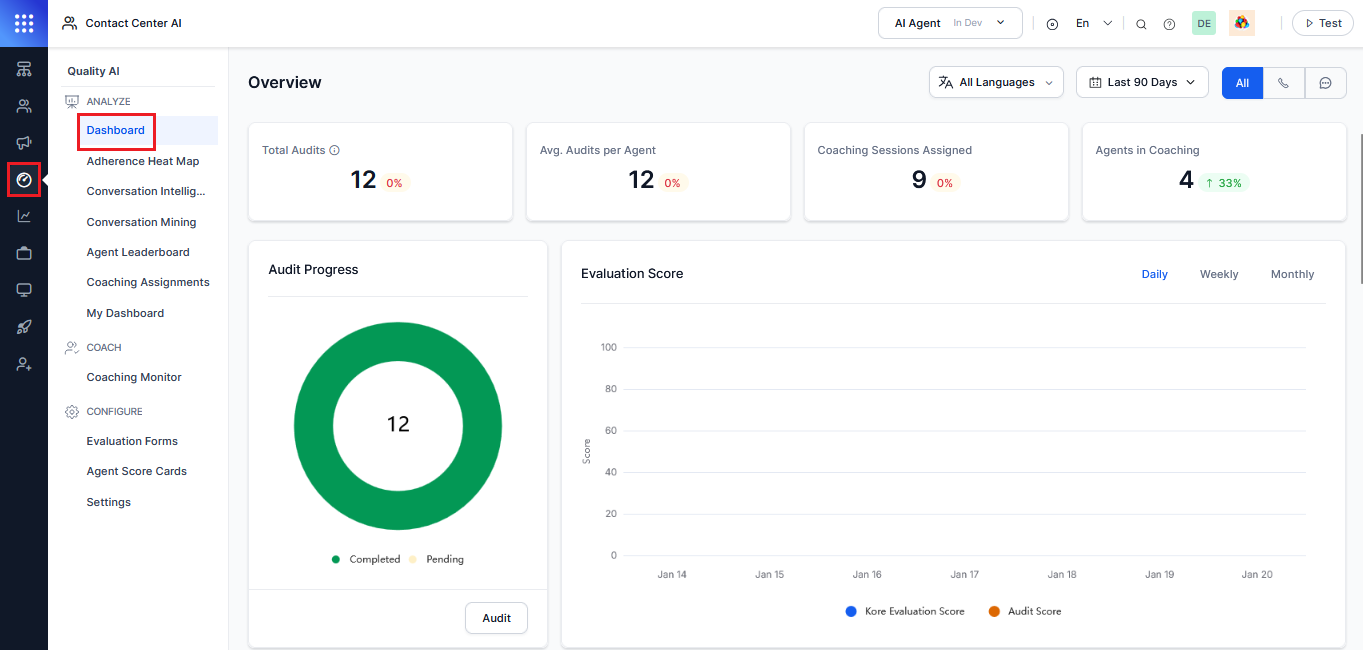 Contact Center AI
AI Agent In Dev
En
DE
Test
Quality AI
ANALYZE
Dashboard
Adherence Heat Map
Conversation Intellig...
Conversation Mining
Agent Leaderboard
Coaching Assignments
My Dashboard
COACH
Coaching Monitor
CONFIGURE
Evaluation Forms
Agent Score Cards
Settings
Overview
All Languages
Last 90 Days
All
Total Audits
12 0%
Avg. Audits per Agent
12 0%
Coaching Sessions Assigned
9 0%
Agents in Coaching
4 ↑ 33%
Audit Progress
12
Completed Pending
Audit
Evaluation Score
Daily Weekly Monthly
Score
100
80
60
40
20
0
Jan 14 Jan 15 Jan 16 Jan 17 Jan 18 Jan 19 Jan 20
Kore Evaluation Score Audit Score